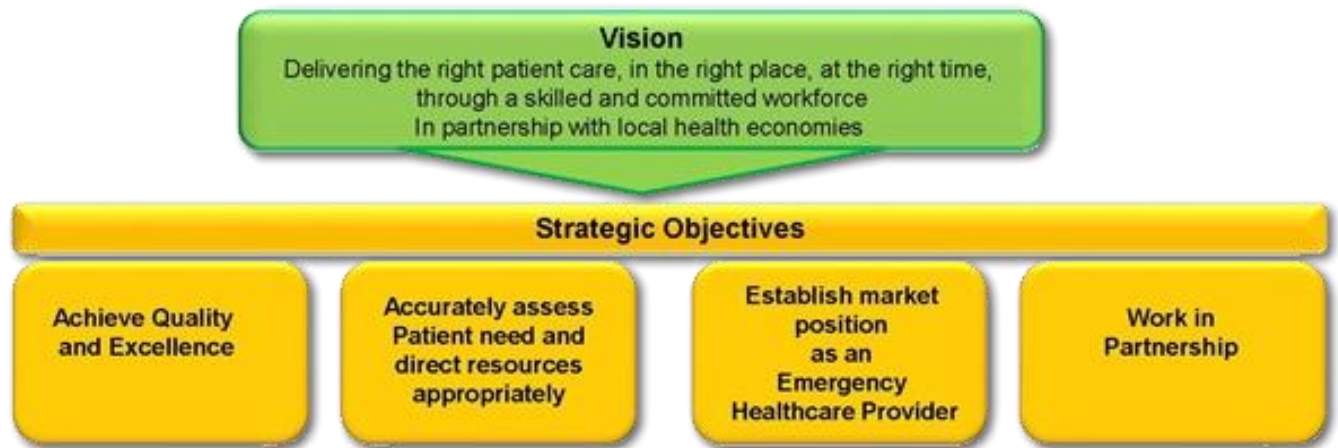 Vision
Delivering the right patient care, in the right place, at the right time,
through a skilled and committed workforce
In partnership with local health economies
Strategic Objectives
Achieve Quality
and Excellence
Accurately assess
Patient need and
direct resources
appropriately
Establish market
position
as an
Emergency
Healthcare Provider
Work in
Partnership